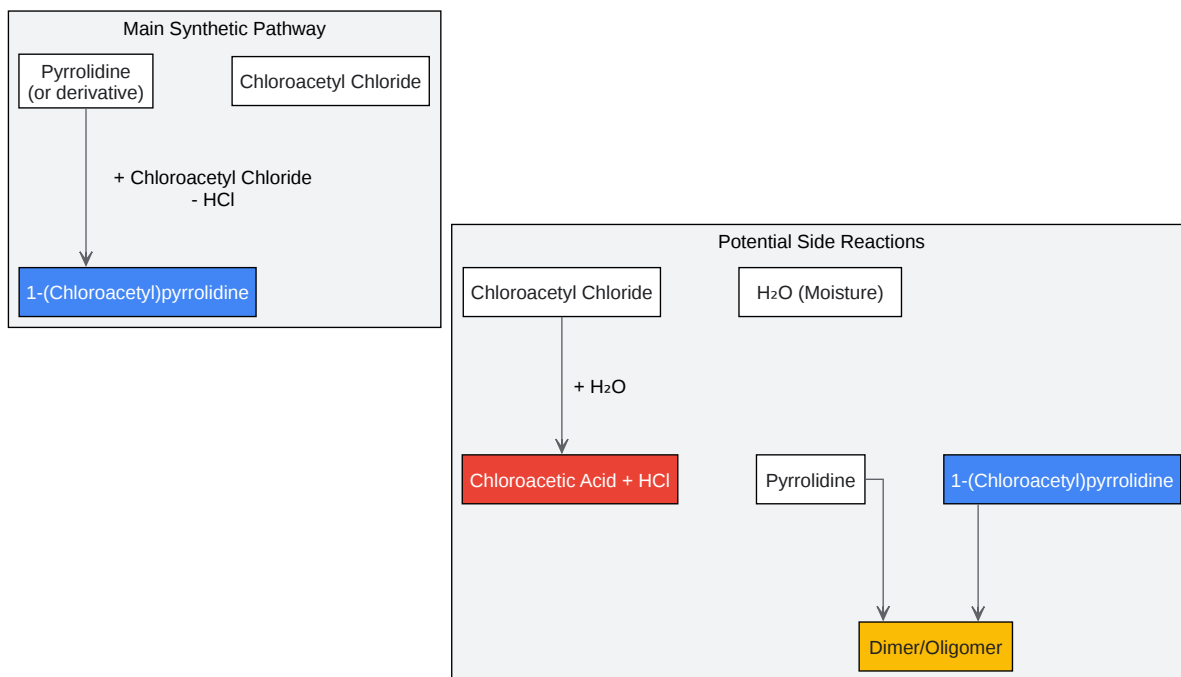 Main Synthetic Pathway
Pyrrolidine
(or derivative)
Chloroacetyl Chloride
+ Chloroacetyl Chloride
- HCl
1-(Chloroacetyl)pyrrolidine
Potential Side Reactions
Chloroacetyl Chloride
H₂O (Moisture)
+ H₂O
Chloroacetic Acid + HCl
Pyrrolidine
1-(Chloroacetyl)pyrrolidine
Dimer/Oligomer